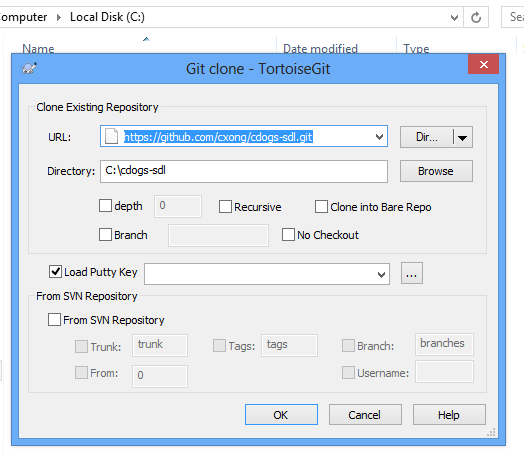 Computer ▸ Local Disk (C:)
Sea
Name Date modified Type
Git clone - TortoiseGit
Clone Existing Repository
URL: https://github.com/cxong/cdogs-sdl.git Dir...
Directory: C:\cdogs-sdl Browse
depth 0 Recursive Clone into Bare Repo
Branch No Checkout
Load Putty Key ...
From SVN Repository
From SVN Repository
Trunk: trunk Tags: tags Branch: branches
From: 0 Username:
OK Cancel Help